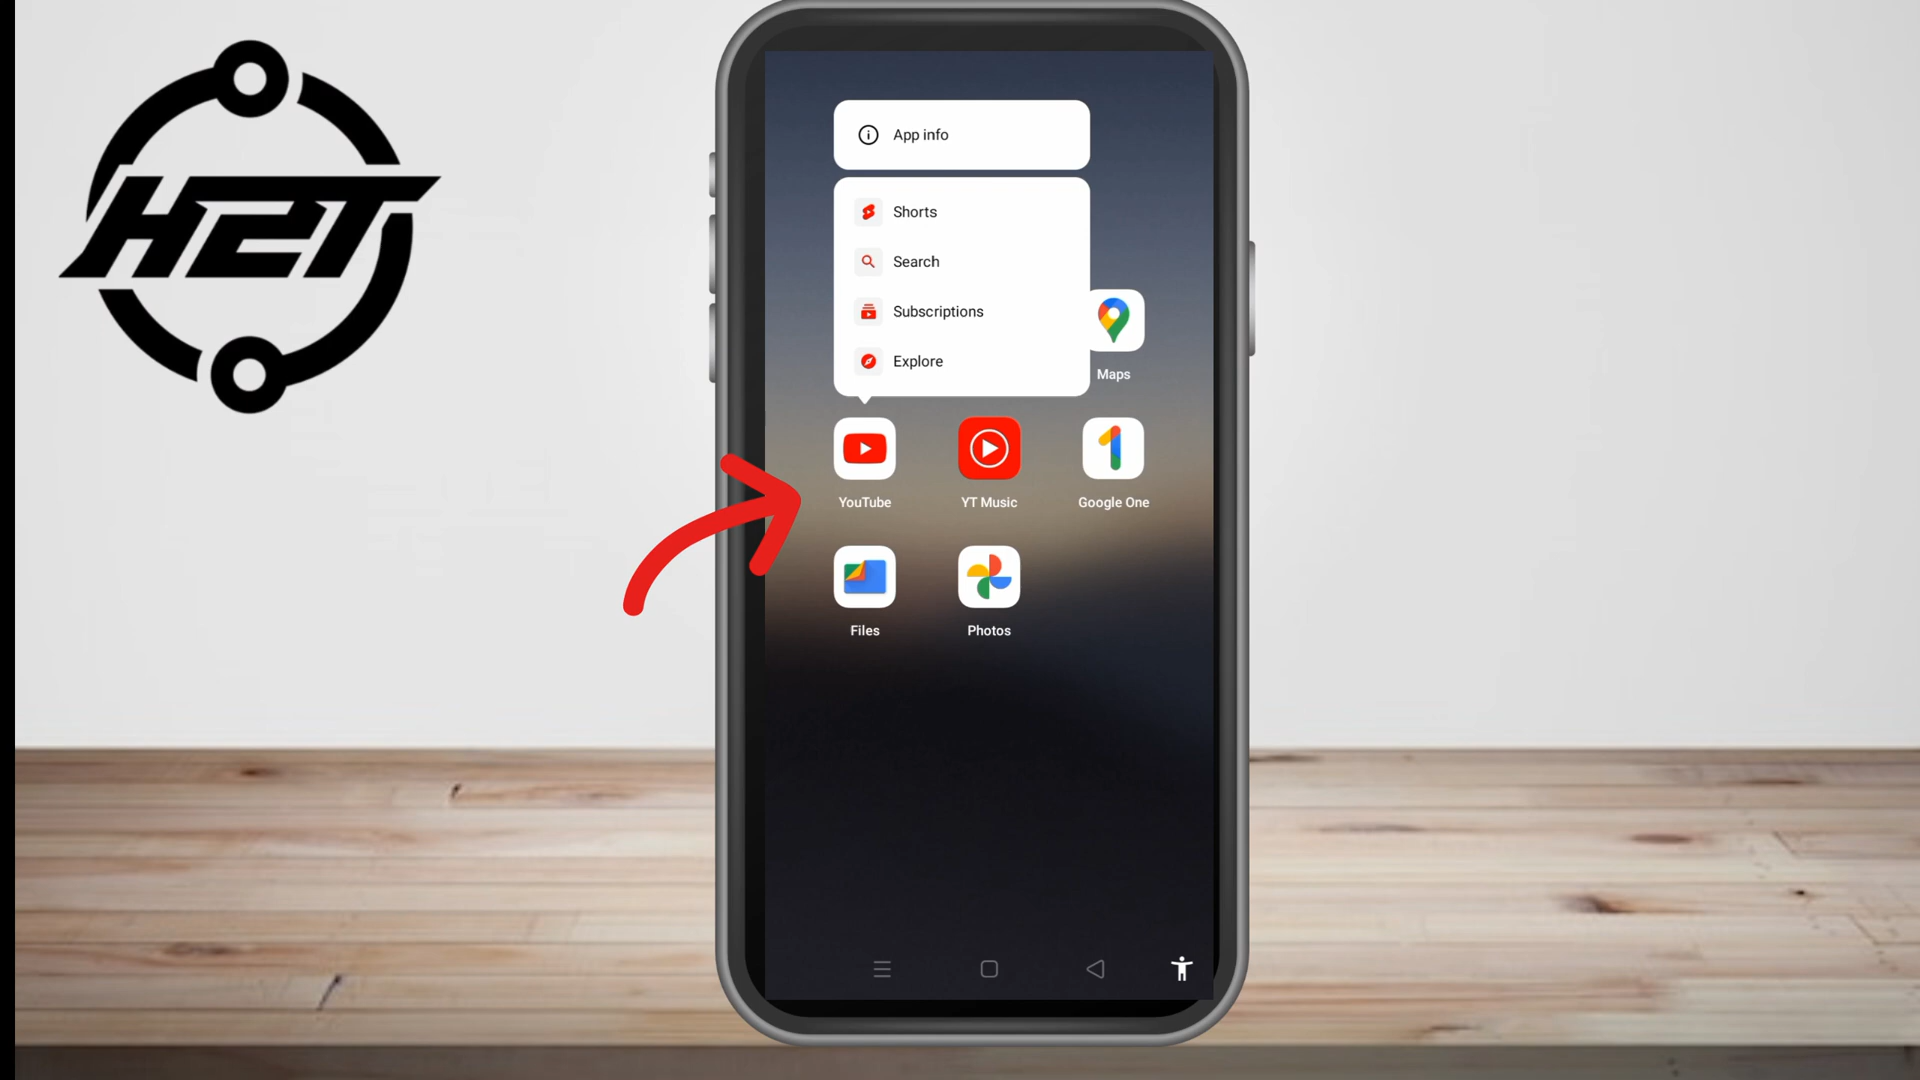 H2T
App info
Shorts
Search
Subscriptions
Explore
Maps
YouTube
YT Music
Google One
Files
Photos